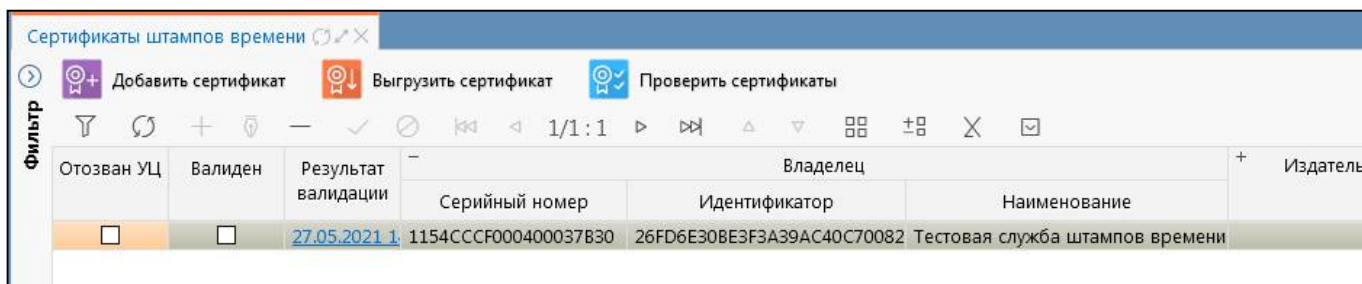 Сертификаты штампов времени
Добавить сертификат Выгрузить сертификат Проверить сертификаты
Фильтр
1/1 : 1
Отозван УЦ Валиден Результат валидации Владелец Издатель
Серийный номер Идентификатор Наименование
27.05.2021 1 1154CCCF000400037B30 26FD6E30BE3F3A39AC40C70082 Тестовая служба штампов времени